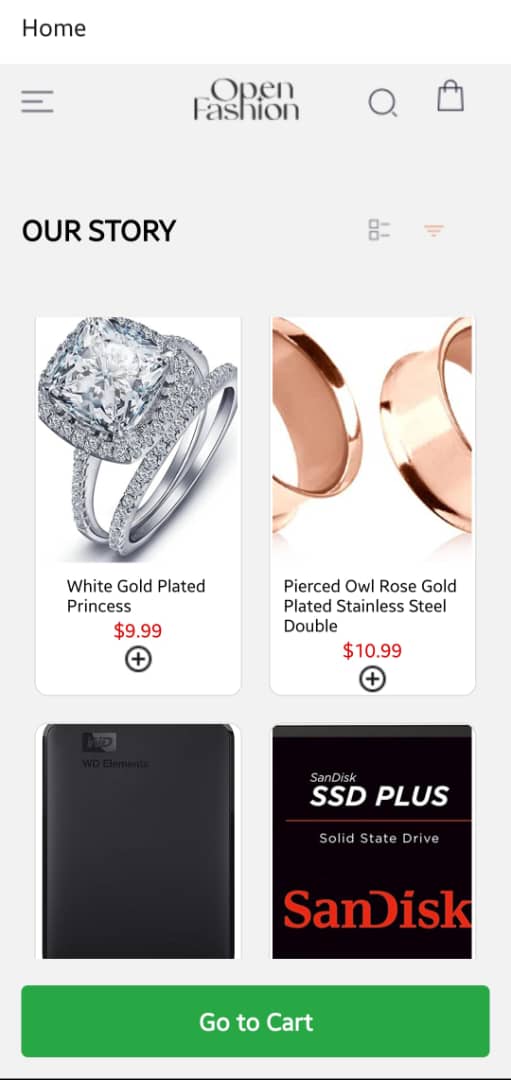 Home
Open
Fashion
OUR STORY
White Gold Plated
Princess
$9.99
Pierced Owl Rose Gold
Plated Stainless Steel
Double
$10.99
WD
WD Elements
SanDisk
SSD PLUS
Solid State Drive
SanDisk
Go to Cart